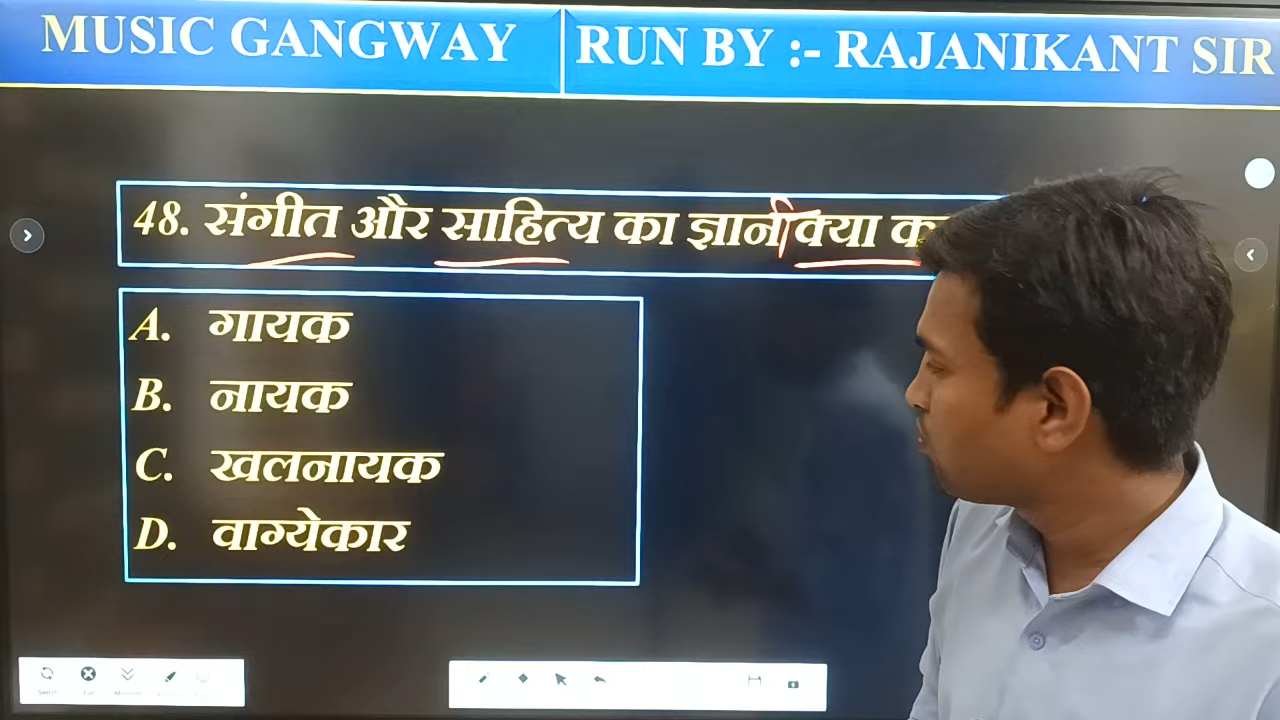 MUSIC GANGWAY RUN BY :- RAJANIKANT SIR
48. संगीत और साहित्य का ज्ञानी क्या
A. गायक
B. नायक
C. खलनायक
D. वाग्येकार